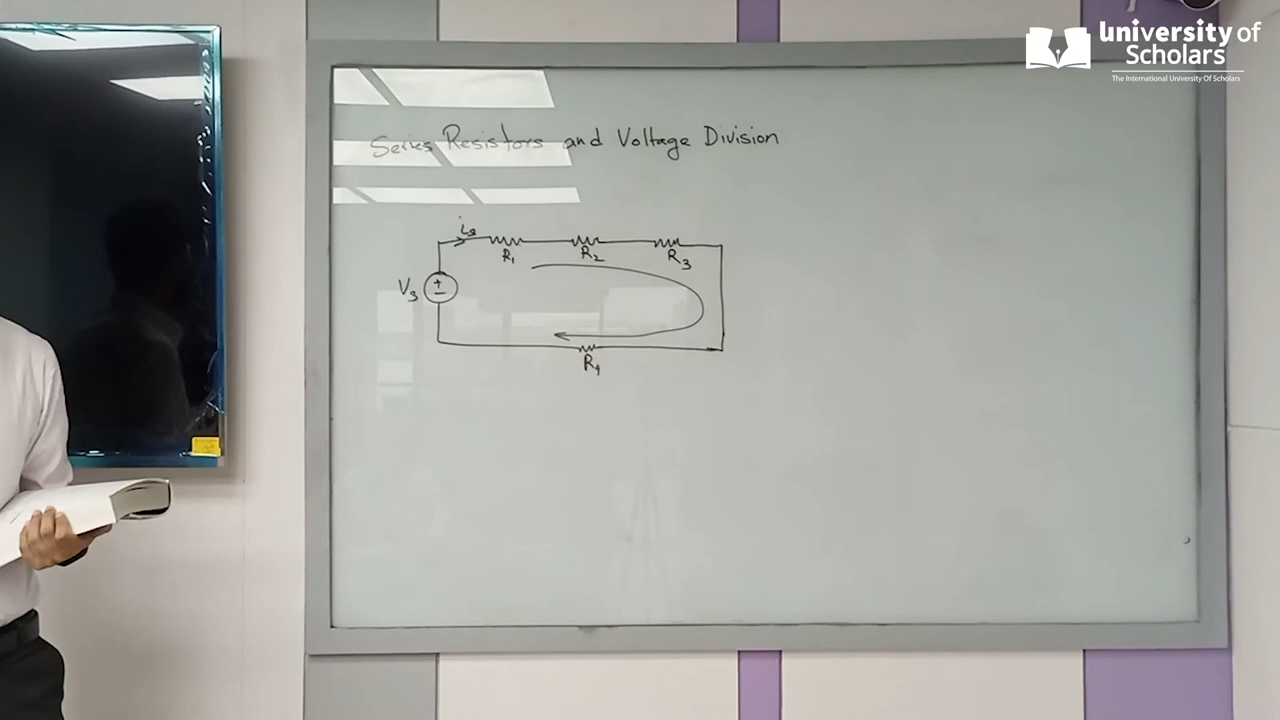 University of
Scholars
The International University Of Scholars
Series Resistors and Voltage Division
is
R1 R2 R3
Vs
R4